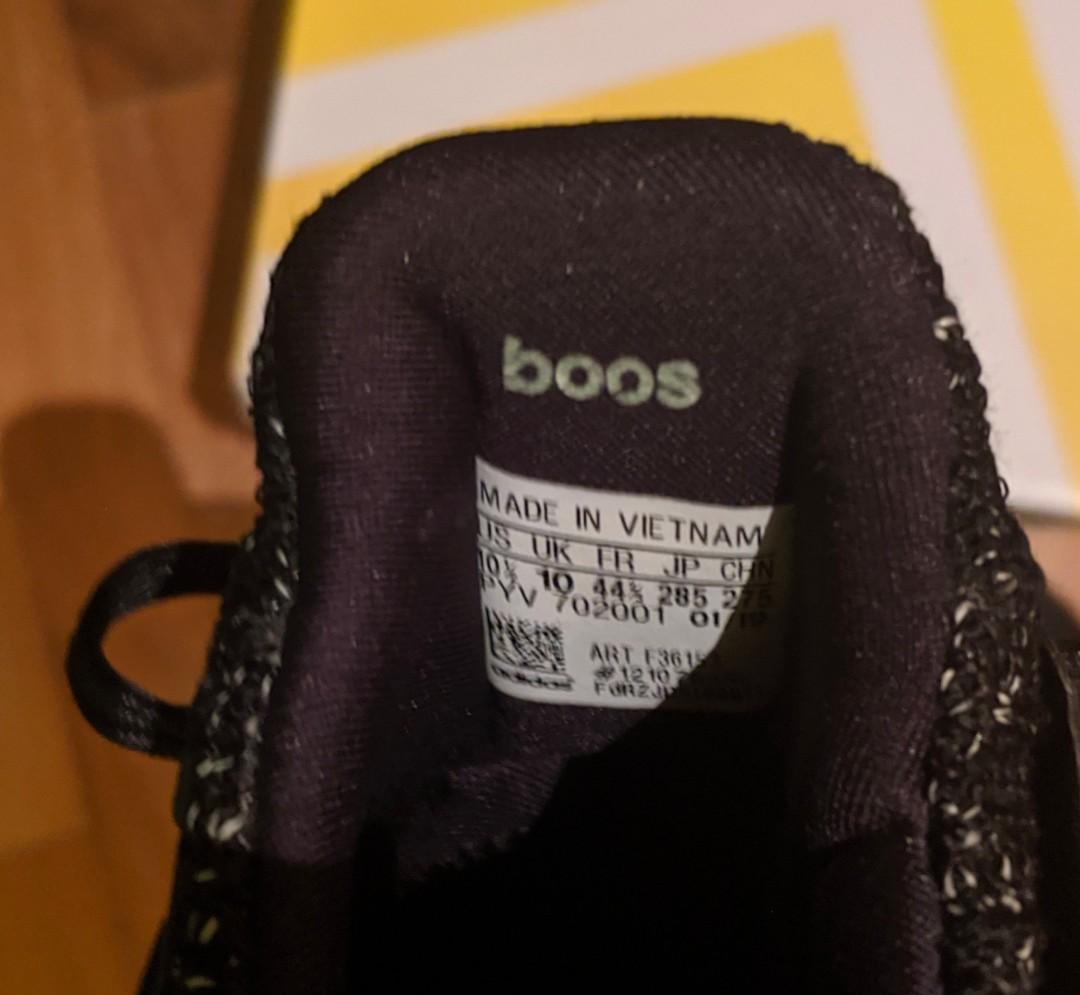 boos
MADE IN VIETNAM
US UK FR JP CHN
10½ 10 44⅔ 285 275
PYV 702001 01/19
ART
adidas